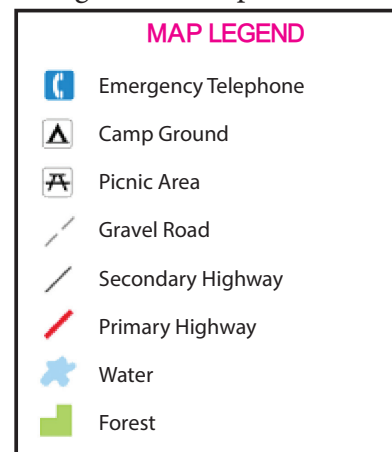 MAP LEGEND
Emergency Telephone
Camp Ground
Picnic Area
Gravel Road
Secondary Highway
Primary Highway
Water
Forest